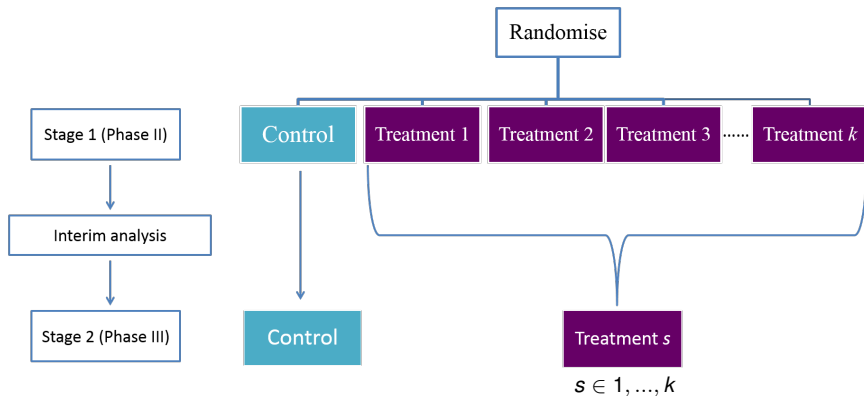 Randomise
Stage 1 (Phase II)
Control
Treatment 1
Treatment 2
Treatment 3
......
Treatment k
Interim analysis
Stage 2 (Phase III)
Control
Treatment s
s ∈ 1, ..., k